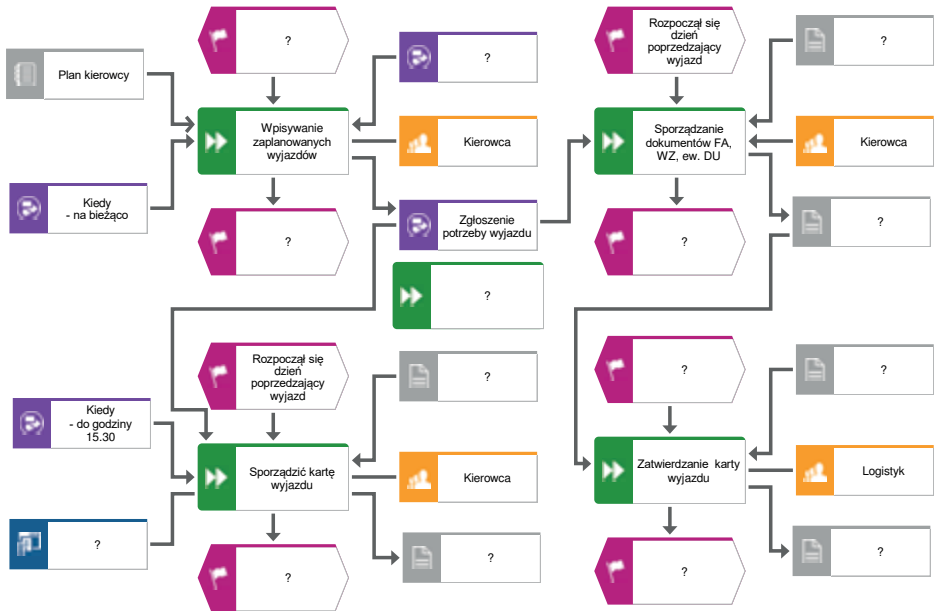 ?
Plan kierowcy
?
Wpisywanie
zaplanowanych
wyjazdów
Kierowca
Kiedy
- na bieżąco
?
Zgłoszenie
potrzeby wyjazdu
?
Rozpoczął się
dzień
poprzedzający
wyjazd
?
Sporządzanie
dokumentów FA,
WZ, ew. DU
Kierowca
?
?
Rozpoczął się
dzień
poprzedzający
wyjazd
?
Kiedy
- do godziny
15.30
Sporządzić kartę
wyjazdu
Kierowca
?
?
?
?
?
Zatwierdzanie karty
wyjazdu
Logistyk
?
?